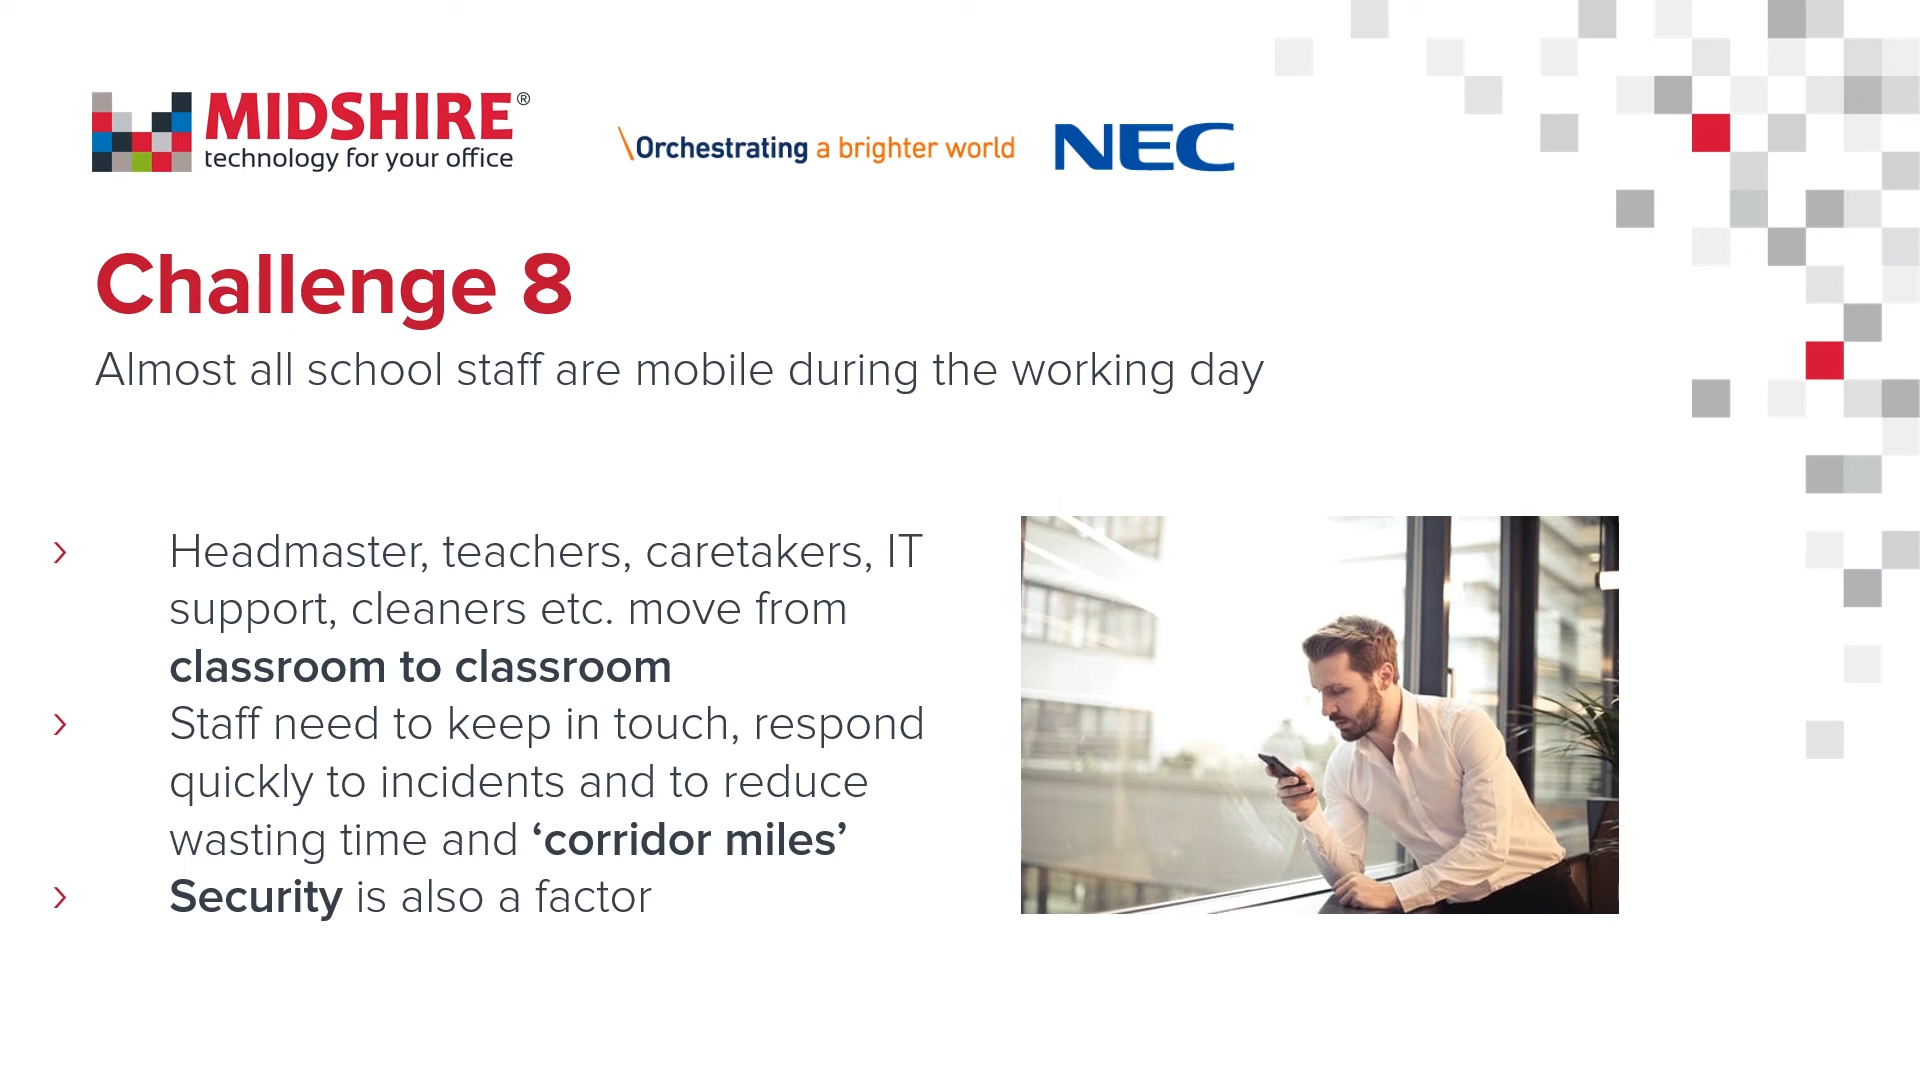 MIDSHIRE®
technology for your office
\Orchestrating a brighter world
NEC
Challenge 8
Almost all school staff are mobile during the working day
› Headmaster, teachers, caretakers, IT
support, cleaners etc. move from
classroom to classroom
› Staff need to keep in touch, respond
quickly to incidents and to reduce
wasting time and ‘corridor miles’
› Security is also a factor